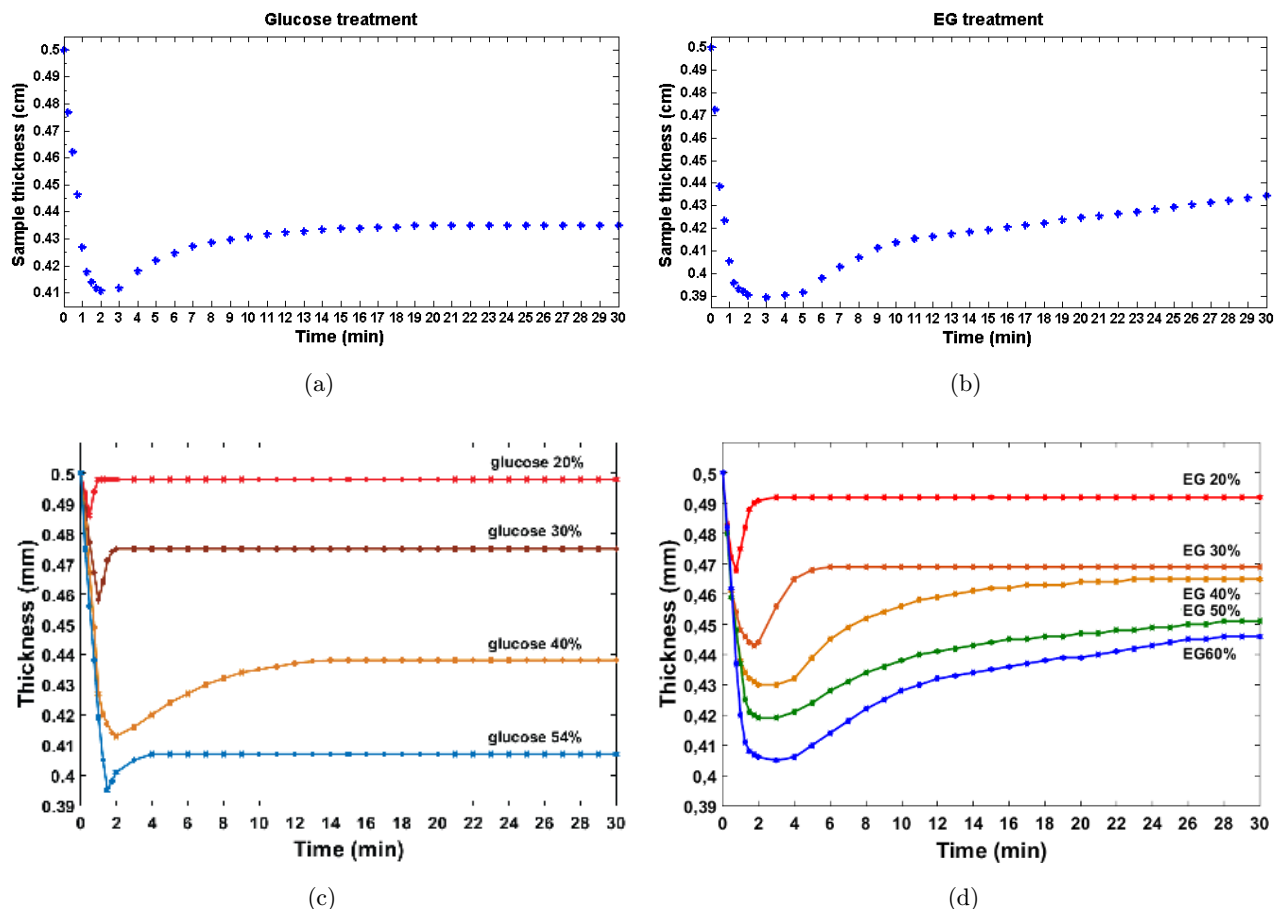 Glucose treatment
0.5
0.49
0.48
0.47
0.46
0.45
0.44
0.43
0.42
0.41
Sample thickness (cm)
0 1 2 3 4 5 6 7 8 9 10 11 12 13 14 15 16 17 18 19 20 21 22 23 24 25 26 27 28 29 30
Time (min)
(a)
EG treatment
0.5
0.49
0.48
0.47
0.46
0.45
0.44
0.43
0.42
0.41
0.4
0.39
Sample thickness (cm)
0 1 2 3 4 5 6 7 8 9 10 11 12 13 14 15 16 17 18 19 20 21 22 23 24 25 26 27 28 29 30
Time (min)
(b)
0.5
0.49
0.48
0.47
0.46
0.45
0.44
0.43
0.42
0.41
0.4
0.39
Thickness (mm)
glucose 20%
glucose 30%
glucose 40%
glucose 54%
0 2 4 6 8 10 12 14 16 18 20 22 24 26 28 30
Time (min)
(c)
0.5
0,49
0,48
0,47
0,46
0,45
0,44
0,43
0,42
0,41
0,4
0,39
Thickness (mm)
EG 20%
EG 30%
EG 40%
EG 50%
EG60%
0 2 4 6 8 10 12 14 16 18 20 22 24 26 28 30
Time (min)
(d)